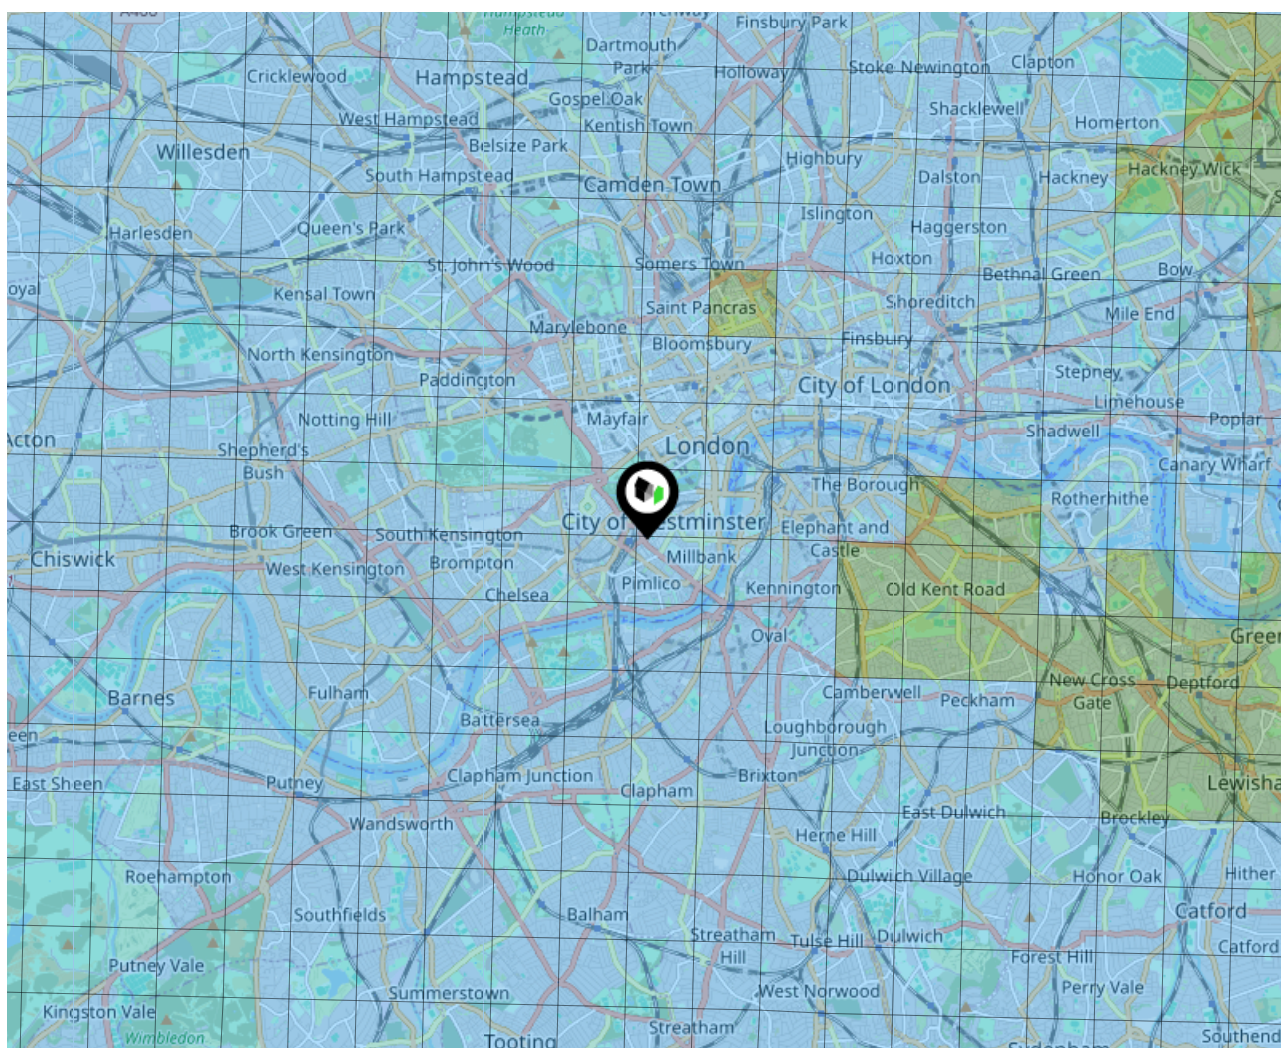 A406
Hampstead
Heath
Archway
Finsbury Park
Dartmouth
Park
Clapton
Cricklewood
Hampstead
Holloway
Stoke Newington
Gospel Oak
Shacklewell
West Hampstead
Kentish Town
Homerton
Willesden
Belsize Park
Highbury
South Hampstead
Camden Town
Dalston
Hackney
Hackney Wick
Islington
Harlesden
Queen's Park
Haggerston
St. John's Wood
Somers Town
Hoxton
Bethnal Green
Bow
oyal
Kensal Town
Saint Pancras
Shoreditch
Mile End
Marylebone
Bloomsbury
Finsbury
North Kensington
Paddington
City of London
Stepney
Limehouse
Notting Hill
Mayfair
Poplar
Acton
Shepherd's
Bush
London
Shadwell
Canary Wharf
The Borough
Rotherhithe
Brook Green
South Kensington
City of Westminster
Elephant and
Castle
Chiswick
West Kensington
Brompton
Millbank
Pimlico
Kennington
Old Kent Road
Chelsea
Oval
Green
Barnes
Fulham
Camberwell
Peckham
New Cross
Gate
Deptford
een
Battersea
Loughborough
Junction
East Sheen
Putney
Clapham Junction
Clapham
Brixton
Lewisha
Wandsworth
Herne Hill
East Dulwich
Brockley
Roehampton
Dulwich Village
Honor Oak
Hither
Southfields
Balham
Streatham
Hill
Tulse Hill
Dulwich
Catford
Catford
Putney Vale
Forest Hill
Summerstown
West Norwood
Perry Vale
Kingston Vale
Wimbledon
Tooting
Streatham
Sydenham
Southend